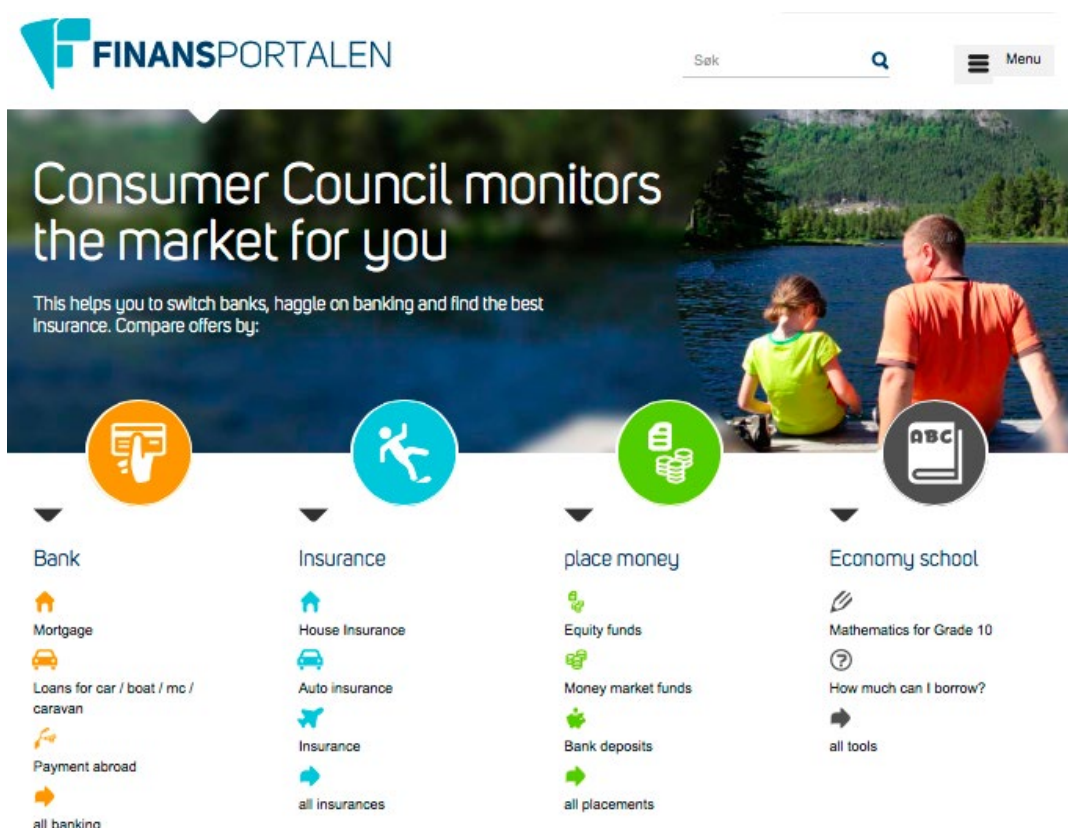 FINANSPORTALEN
Søk
Menu
Consumer Council monitors
the market for you
This helps you to switch banks, haggle on banking and find the best
insurance. Compare offers by:
ABC
Bank
Mortgage
Loans for car / boat / mc /
caravan
Payment abroad
all banking
Insurance
House Insurance
Auto insurance
Insurance
all insurances
place money
Equity funds
Money market funds
Bank deposits
all placements
Economy school
Mathematics for Grade 10
How much can I borrow?
all tools